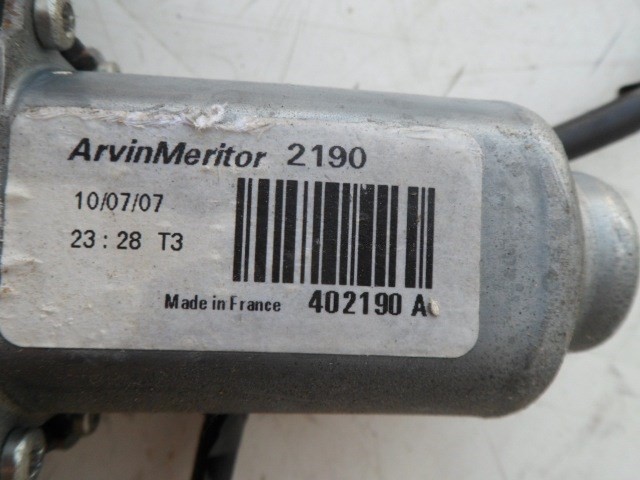 ArvinMeritor 2190
10/07/07
23:28 T3
Made in France 402190 A